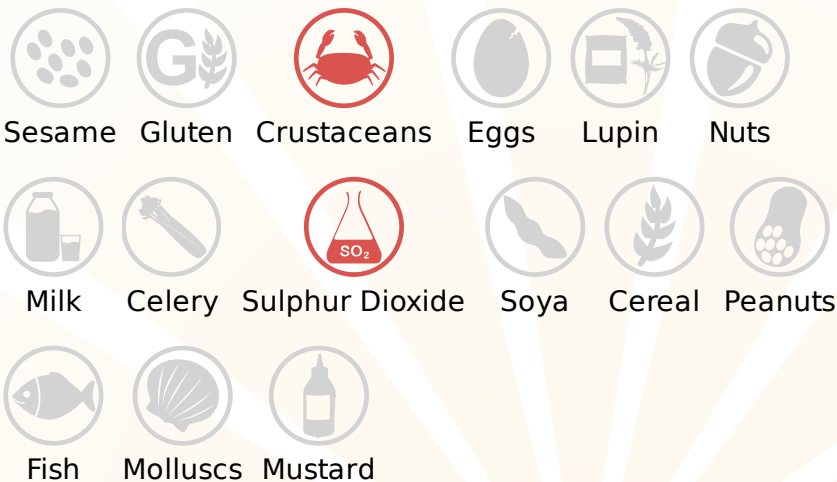 G
Sesame Gluten Crustaceans Eggs Lupin Nuts
SO₂
Milk Celery Sulphur Dioxide Soya Cereal Peanuts
Fish Molluscs Mustard